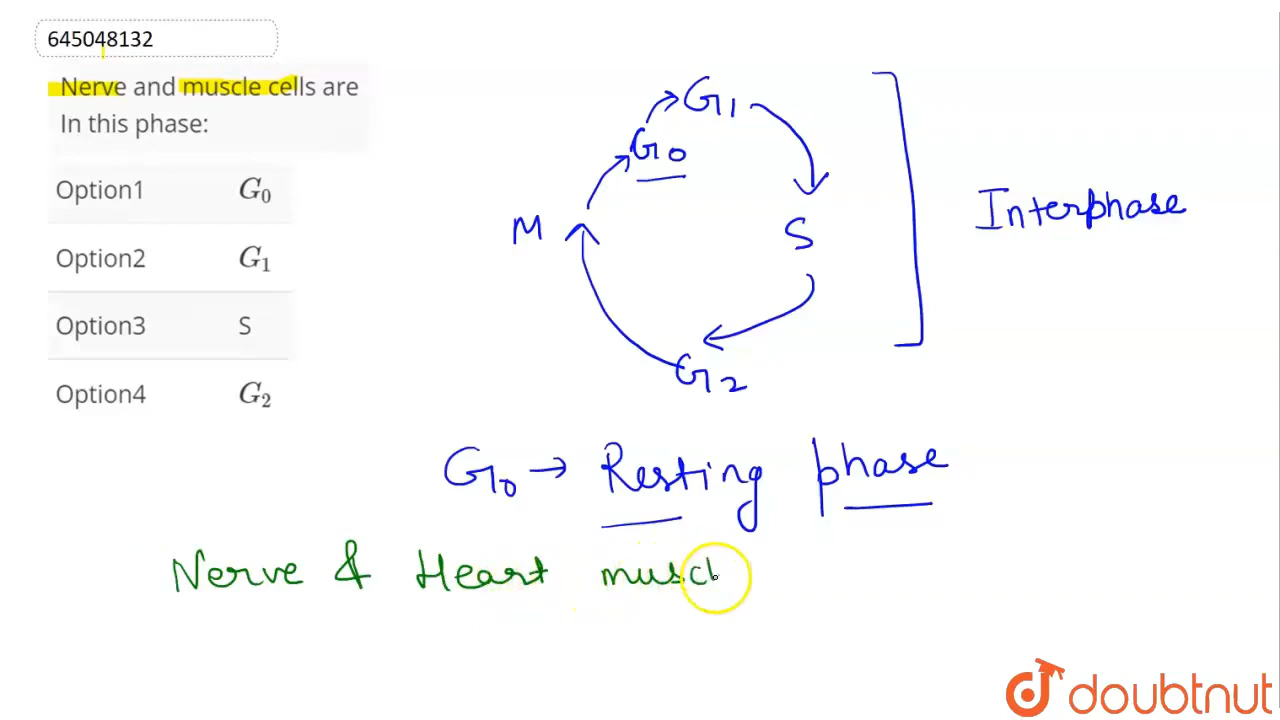 645048132
Nerve and muscle cells are
In this phase:
Option1 G0
Option2 G1
Option3 S
Option4 G2
G1
G0
M
S
G2
Interphase
G0 → Resting phase
Nerve & Heart muscl
doubtnut